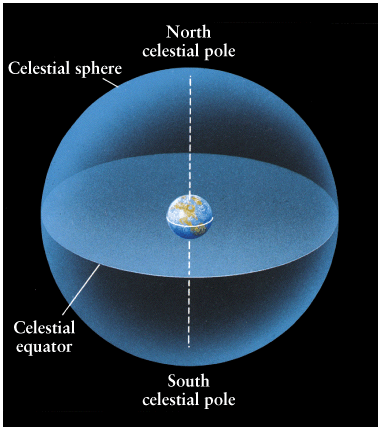 North
celestial pole
Celestial sphere
Celestial
equator
South
celestial pole